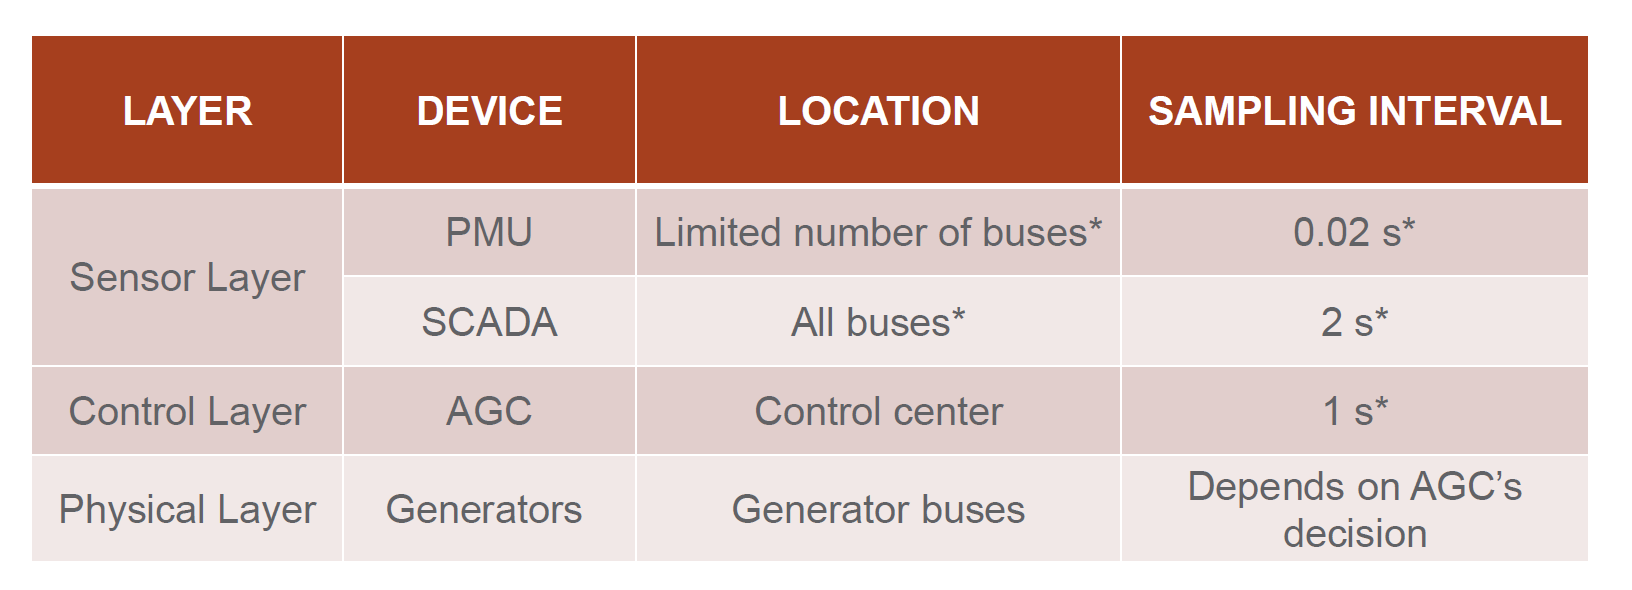 LAYER DEVICE LOCATION SAMPLING INTERVAL
Sensor Layer PMU Limited number of buses* 0.02 s*
SCADA All buses* 2 s*
Control Layer AGC Control center 1 s*
Physical Layer Generators Generator buses Depends on AGC’s
decision